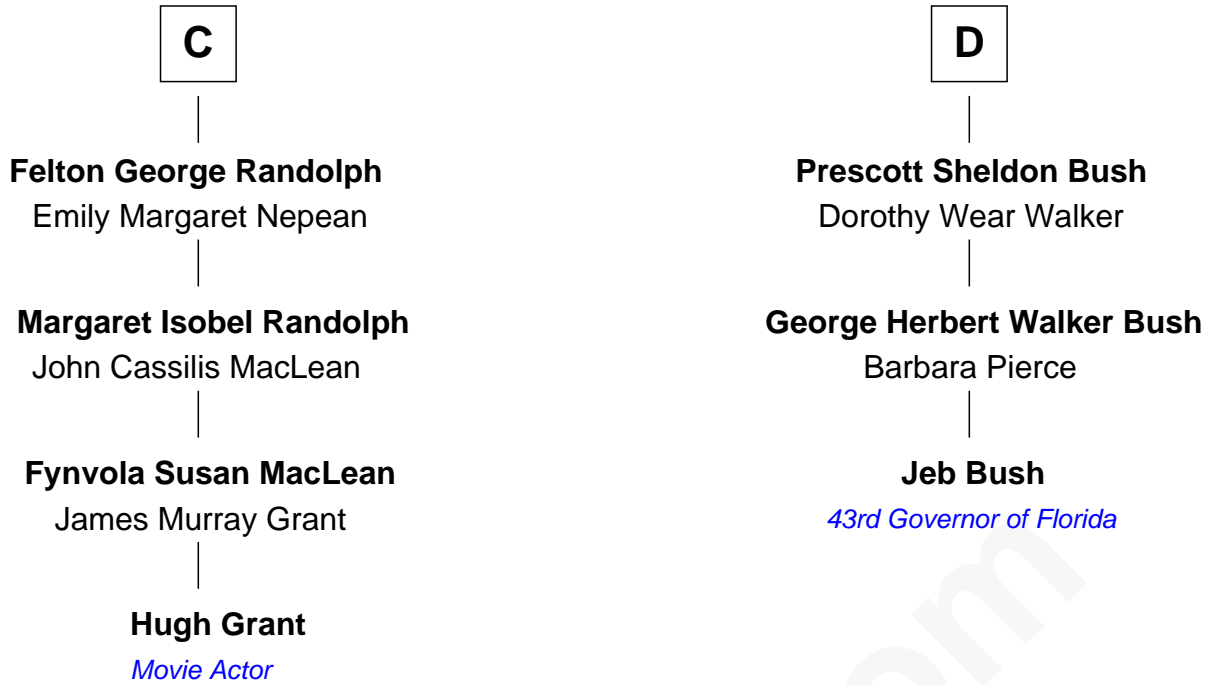 C
Felton George Randolph
Emily Margaret Nepean
Margaret Isobel Randolph
John Cassilis MacLean
Fynvola Susan MacLean
James Murray Grant
Hugh Grant
Movie Actor
D
Prescott Sheldon Bush
Dorothy Wear Walker
George Herbert Walker Bush
Barbara Pierce
Jeb Bush
43rd Governor of Florida
om